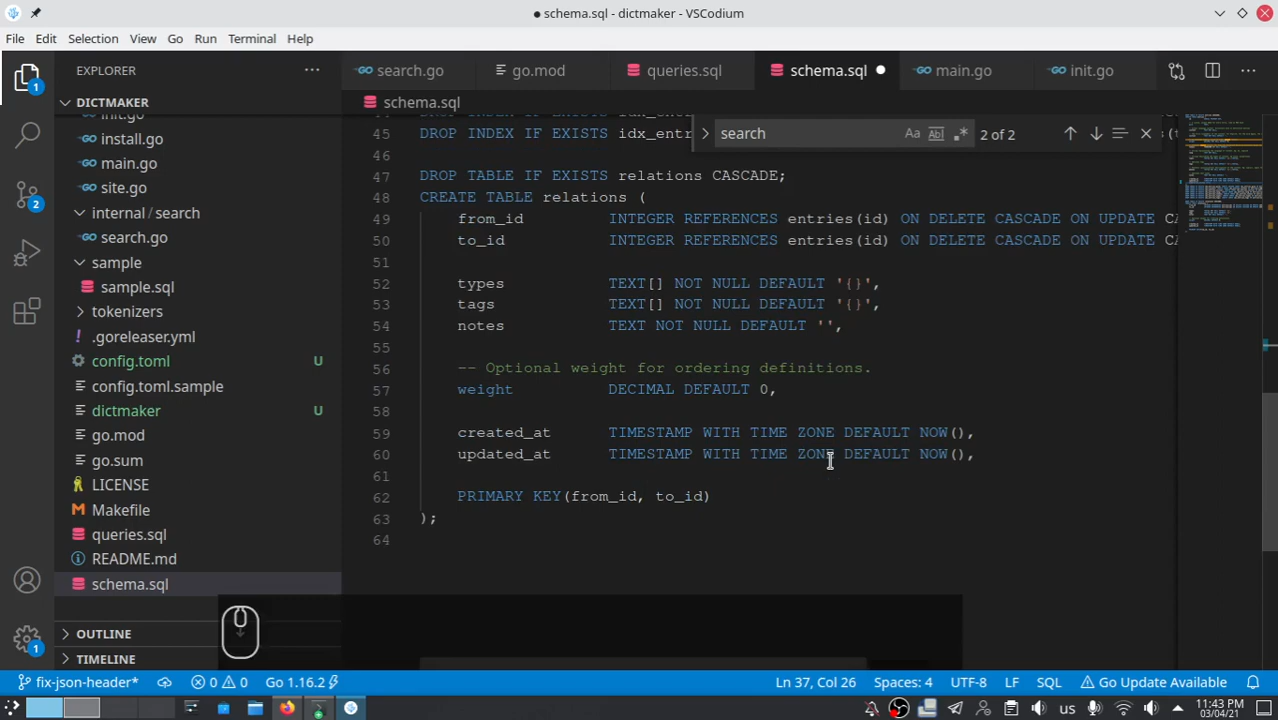 ● schema.sql - dictmaker - VSCodium
File Edit Selection View Go Run Terminal Help
1
EXPLORER ...
search.go
go.mod
queries.sql
schema.sql ●
main.go
init.go
DICTMAKER
schema.sql
init.go
install.go
main.go
site.go
internal / search
search.go
sample
sample.sql
tokenizers
.goreleaser.yml
config.toml U
config.toml.sample
dictmaker U
go.mod
go.sum
LICENSE
Makefile
queries.sql
README.md
schema.sql
OUTLINE
TIMELINE
2
1
search Aa Ab .* 2 of 2
45 DROP INDEX IF EXISTS idx_entr
46
47 DROP TABLE IF EXISTS relations CASCADE;
48 CREATE TABLE relations (
49 from_id INTEGER REFERENCES entries(id) ON DELETE CASCADE ON UPDATE CA
50 to_id INTEGER REFERENCES entries(id) ON DELETE CASCADE ON UPDATE CA
51
52 types TEXT[] NOT NULL DEFAULT '{}',
53 tags TEXT[] NOT NULL DEFAULT '{}',
54 notes TEXT NOT NULL DEFAULT '',
55
56 -- Optional weight for ordering definitions.
57 weight DECIMAL DEFAULT 0,
58
59 created_at TIMESTAMP WITH TIME ZONE DEFAULT NOW(),
60 updated_at TIMESTAMP WITH TIME ZONE DEFAULT NOW(),
61
62 PRIMARY KEY(from_id, to_id)
63 );
64
fix-json-header* 0 0 Go 1.16.2 Ln 37, Col 26 Spaces: 4 UTF-8 LF SQL Go Update Available
us 11:43 PM
03/04/21